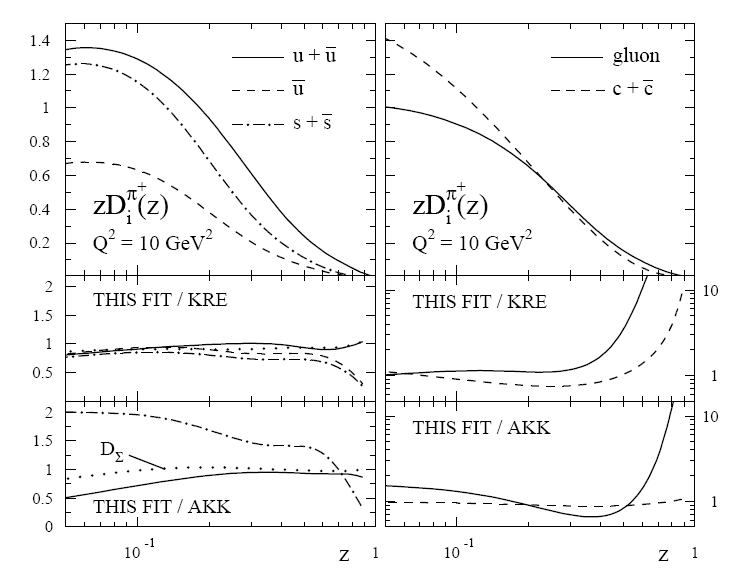 1.4
1.2
1
0.8
0.6
0.4
0.2
u + u̅
u̅
s + s̅
zDᵢ^π⁺(z)
Q² = 10 GeV²
gluon
c + c̅
zDᵢ^π⁺(z)
Q² = 10 GeV²
2
1.5
1
0.5
THIS FIT / KRE
THIS FIT / KRE
10
1
2
1.5
1
0.5
0
D_Σ
THIS FIT / AKK
THIS FIT / AKK
10
1
10⁻¹ z 1
10⁻¹ z 1